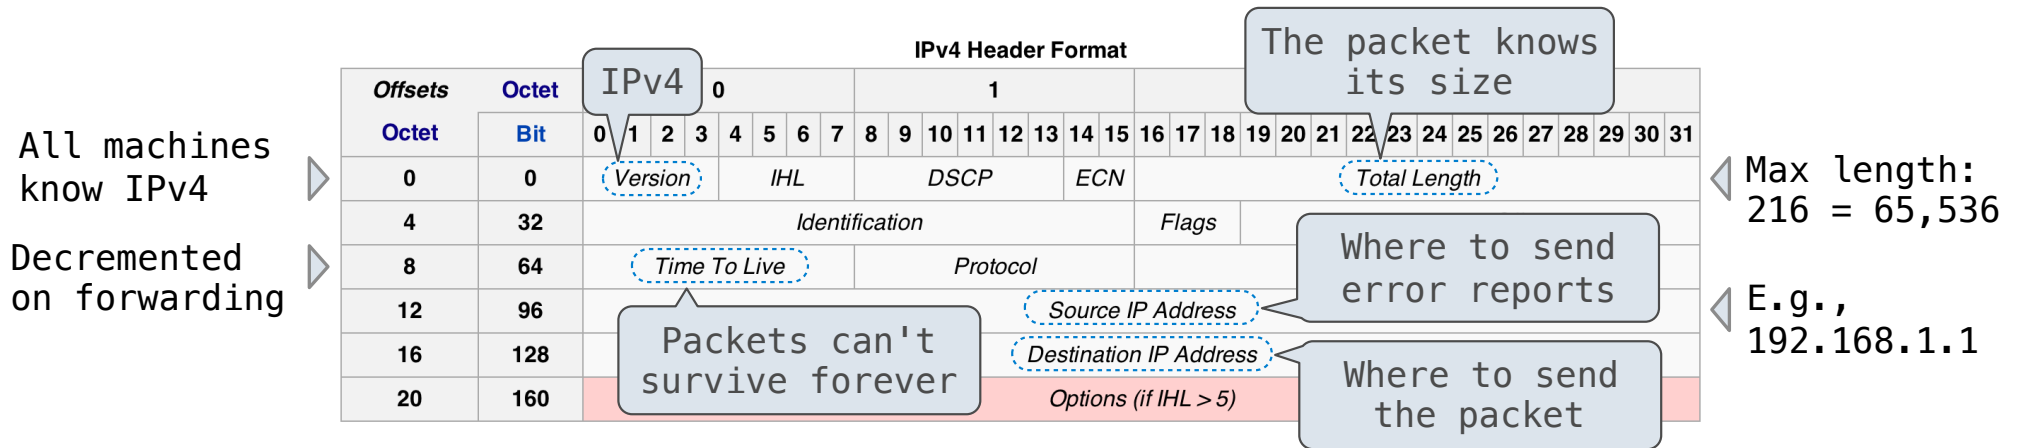 IPv4 Header Format
The packet knows
its size
IPv4
Offsets Octet 0 1
Octet Bit 0 1 2 3 4 5 6 7 8 9 10 11 12 13 14 15 16 17 18 19 20 21 22 23 24 25 26 27 28 29 30 31
All machines
know IPv4
0 0 Version IHL DSCP ECN Total Length
Max length:
216 = 65,536
4 32 Identification Flags
Decremented
on forwarding
8 64 Time To Live Protocol
Where to send
error reports
12 96 Source IP Address
E.g.,
192.168.1.1
Packets can't
survive forever
16 128 Destination IP Address
Where to send
the packet
20 160 Options (if IHL > 5)